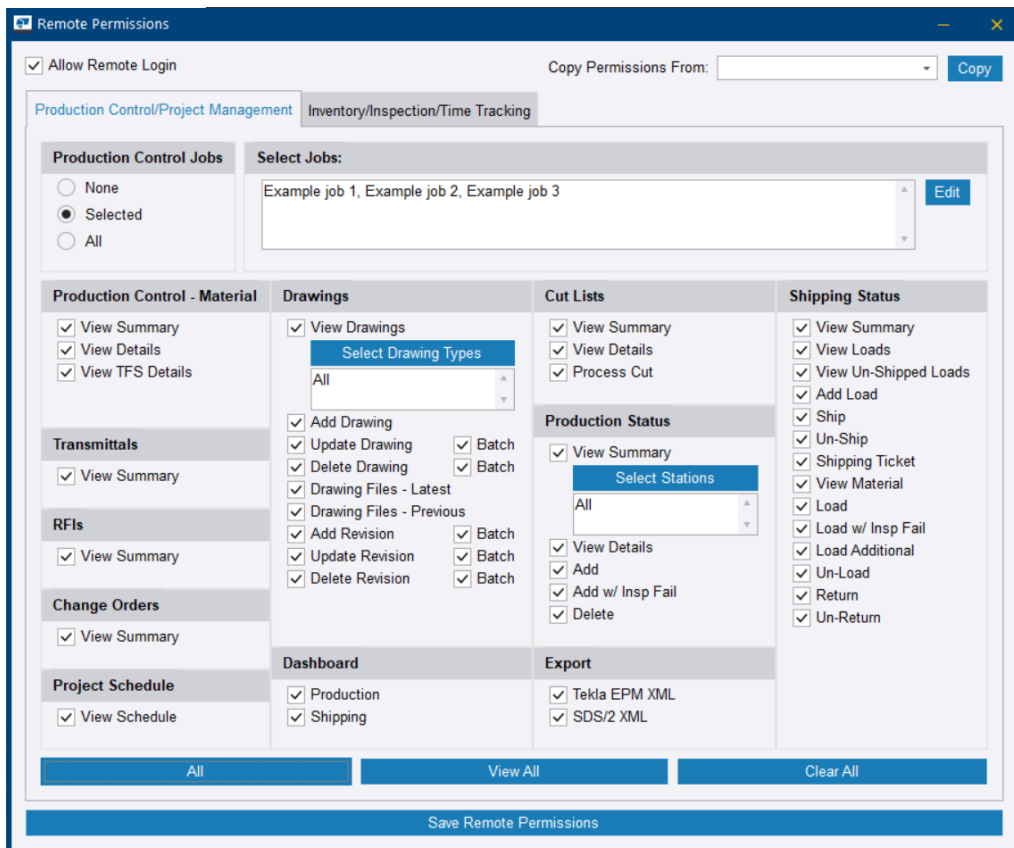 Remote Permissions
Allow Remote Login
Copy Permissions From:
Copy
Production Control/Project Management
Inventory/Inspection/Time Tracking
Production Control Jobs
None
Selected
All
Select Jobs:
Example job 1, Example job 2, Example job 3
Edit
Production Control - Material
View Summary
View Details
View TFS Details
Transmittals
View Summary
RFIs
View Summary
Change Orders
View Summary
Project Schedule
View Schedule
Drawings
View Drawings
Select Drawing Types
All
Add Drawing
Update Drawing Batch
Delete Drawing Batch
Drawing Files - Latest
Drawing Files - Previous
Add Revision Batch
Update Revision Batch
Delete Revision Batch
Dashboard
Production
Shipping
Cut Lists
View Summary
View Details
Process Cut
Production Status
View Summary
Select Stations
All
View Details
Add
Add w/ Insp Fail
Delete
Export
Tekla EPM XML
SDS/2 XML
Shipping Status
View Summary
View Loads
View Un-Shipped Loads
Add Load
Ship
Un-Ship
Shipping Ticket
View Material
Load
Load w/ Insp Fail
Load Additional
Un-Load
Return
Un-Return
All
View All
Clear All
Save Remote Permissions